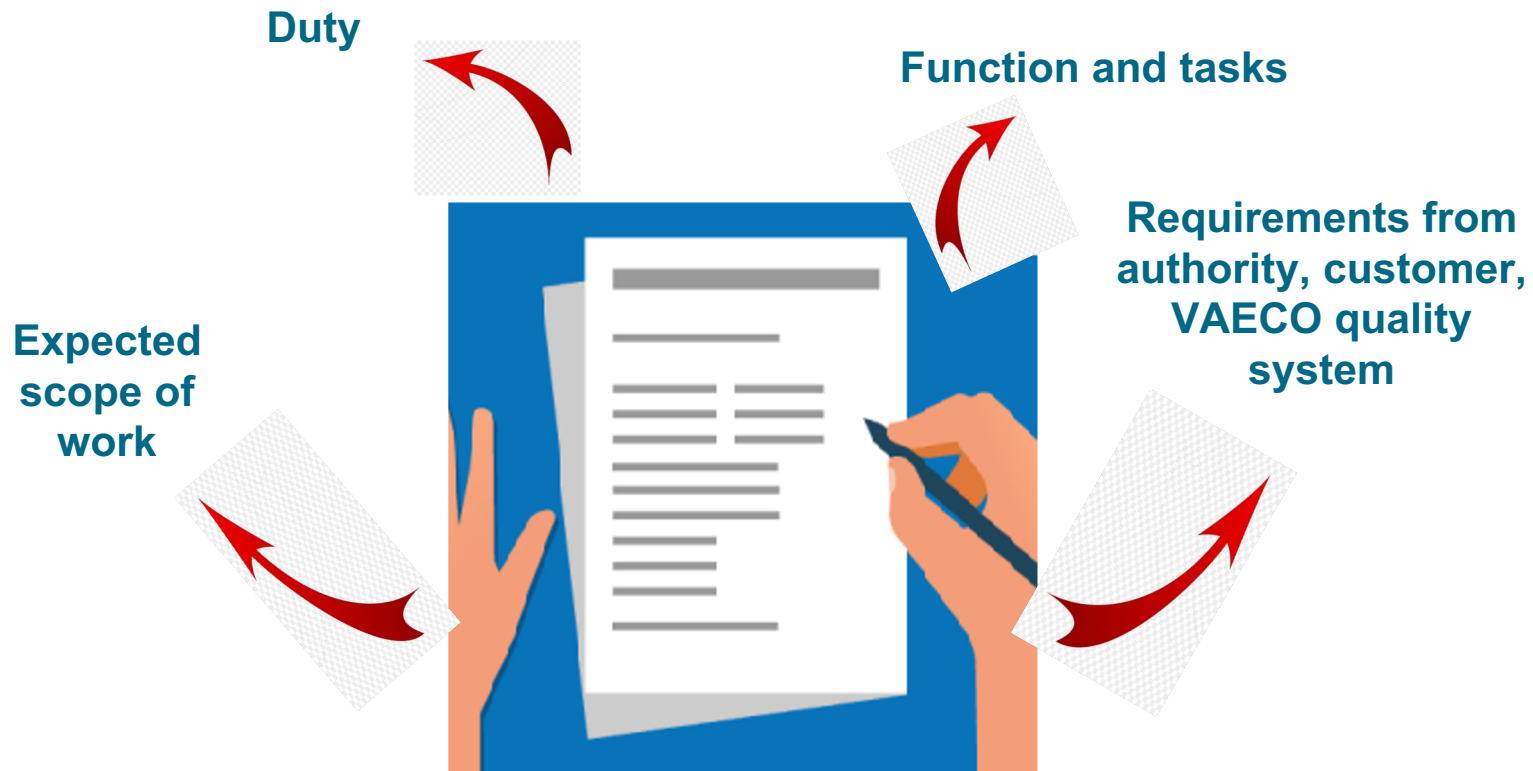 Duty
Function and tasks
Requirements from
authority, customer,
VAECO quality
system
Expected
scope of
work